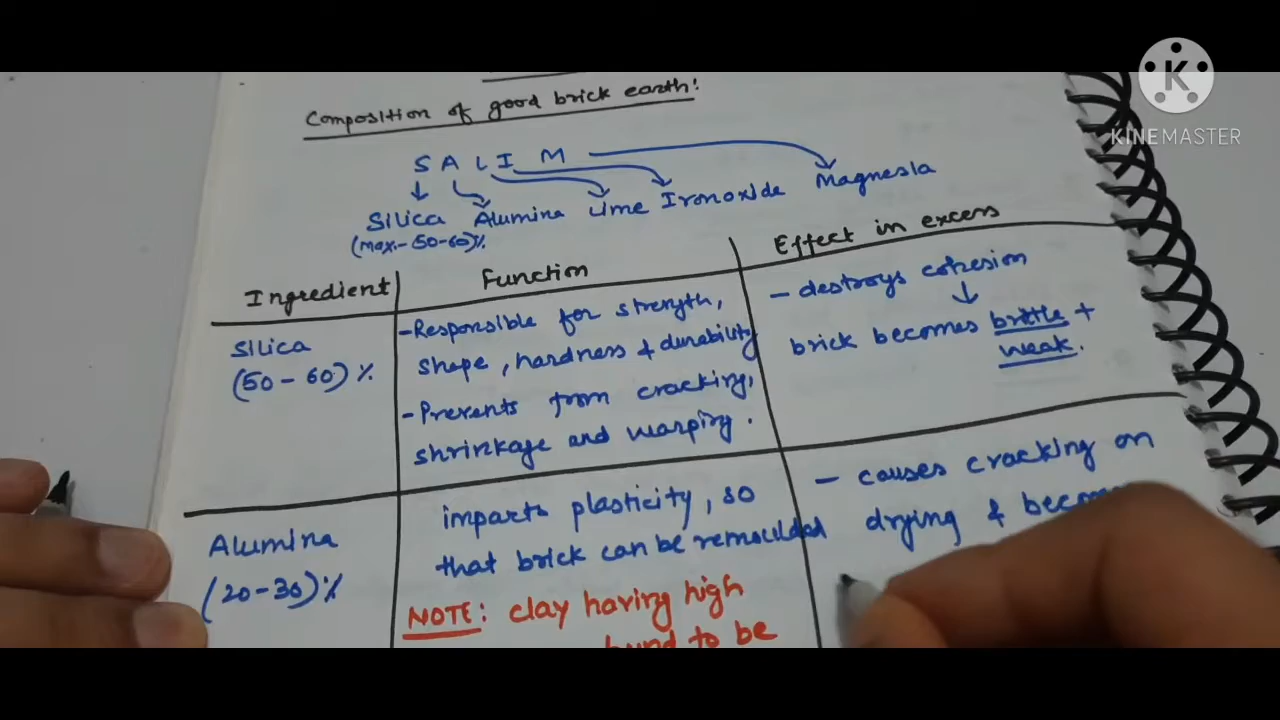 K
KINEMASTER
Composition of good brick earth:
S A L I M
Silica Alumina Lime Ironoxide Magnesia
(max.- 50-60)%
Ingredient Function Effect in excess
Silica
(50 - 60) %
- Responsible for strength,
shape, hardness & durability
- Prevents from cracking,
shrinkage and warping.
- destroys cohesion
brick becomes brittle +
weak.
Alumina
(20-30)%
imparts plasticity, so
that brick can be remoulded
NOTE: clay having high
to be
- causes cracking on
drying &